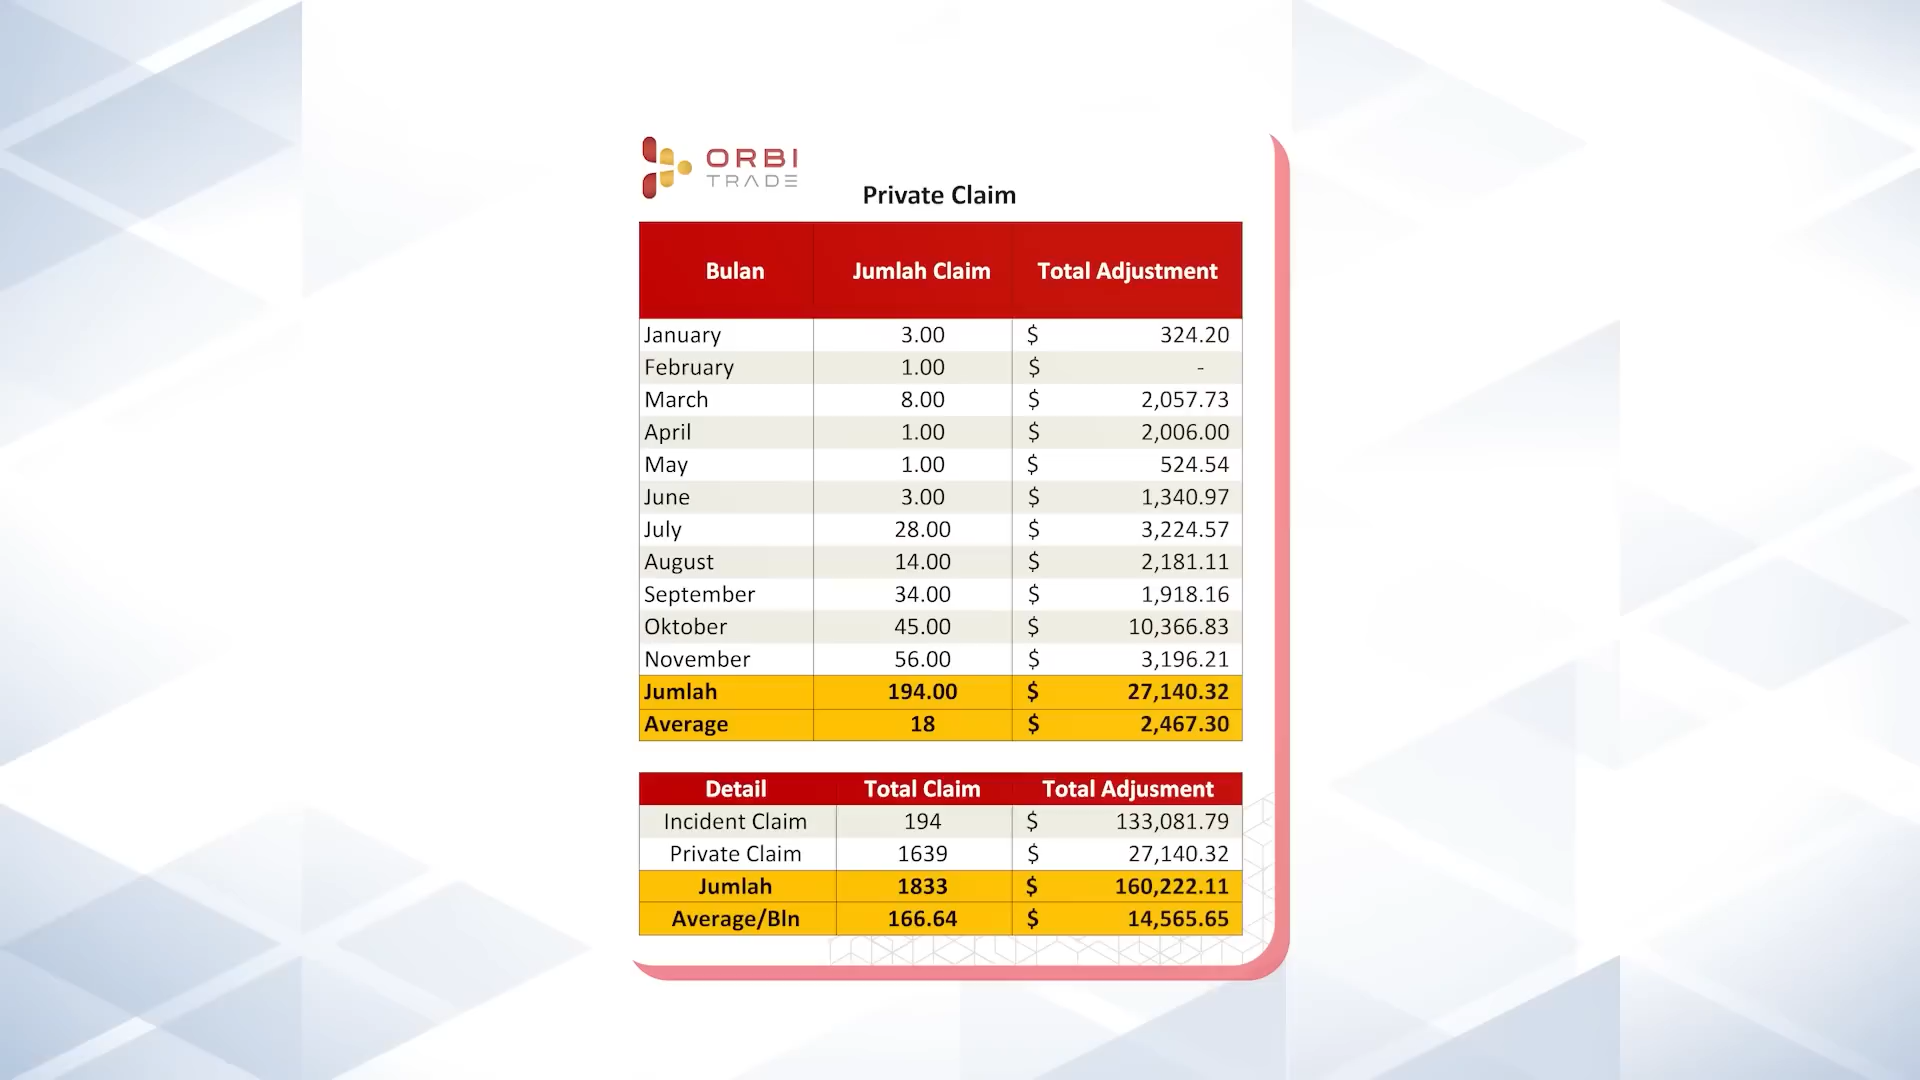 ORBI
TRADE
Private Claim
Bulan Jumlah Claim Total Adjustment
January 3.00 $ 324.20
February 1.00 $ -
March 8.00 $ 2,057.73
April 1.00 $ 2,006.00
May 1.00 $ 524.54
June 3.00 $ 1,340.97
July 28.00 $ 3,224.57
August 14.00 $ 2,181.11
September 34.00 $ 1,918.16
Oktober 45.00 $ 10,366.83
November 56.00 $ 3,196.21
Jumlah 194.00 $ 27,140.32
Average 18 $ 2,467.30
Detail Total Claim Total Adjusment
Incident Claim 194 $ 133,081.79
Private Claim 1639 $ 27,140.32
Jumlah 1833 $ 160,222.11
Average/Bln 166.64 $ 14,565.65